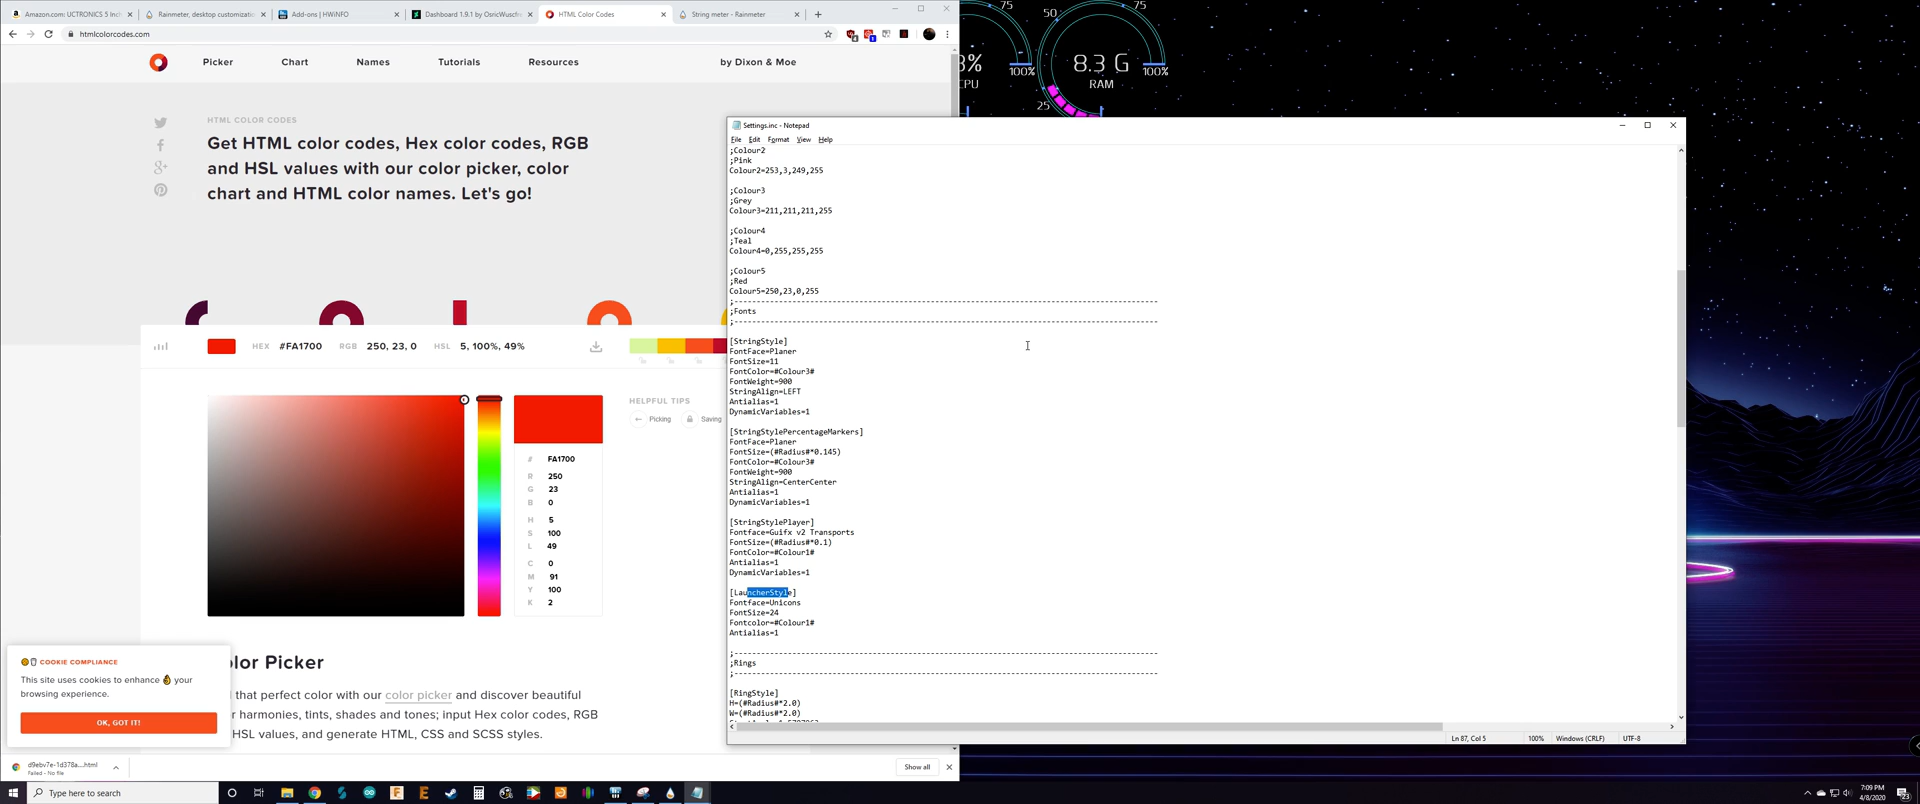 Amazon.com: UCTRONICS 5 Inch
Rainmeter, desktop customizatio
Add-ons | HWiNFO
Dashboard 1.9.1 by OsricWuschr
HTML Color Codes
String meter - Rainmeter
htmlcolorcodes.com
Picker
Chart
Names
Tutorials
Resources
by Dixon & Moe
HTML COLOR CODES
Get HTML color codes, Hex color codes, RGB
and HSL values with our color picker, color
chart and HTML color names. Let's go!
HEX #FA1700 RGB 250, 23, 0 HSL 5, 100%, 49%
HELPFUL TIPS
Picking
Saving
# FA1700
R 250
G 23
B 0
H 5
S 100
L 49
C 0
M 91
Y 100
K 2
COOKIE COMPLIANCE
This site uses cookies to enhance your
browsing experience.
OK, GOT IT!
olor Picker
that perfect color with our color picker and discover beautiful
r harmonies, tints, shades and tones; input Hex color codes, RGB
HSL values, and generate HTML, CSS and SCSS styles.
d9ebv7e-1d378a....html
Failed - No file
Show all
Type here to search
75
50
75
8%
CPU
100%
8.3 G
RAM
100%
25
Settings.inc - Notepad
File Edit Format View Help
;Colour2
;Pink
Colour2=253,3,249,255
;Colour3
;Grey
Colour3=211,211,211,255
;Colour4
;Teal
Colour4=0,255,255,255
;Colour5
;Red
Colour5=250,23,0,255
;Fonts
[StringStyle]
FontFace=Planer
FontSize=11
FontColor=#Colour3#
FontWeight=900
StringAlign=LEFT
Antialias=1
DynamicVariables=1
[StringStylePercentageMarkers]
FontFace=Planer
FontSize=(#Radius#*0.145)
FontColor=#Colour3#
FontWeight=900
StringAlign=CenterCenter
Antialias=1
DynamicVariables=1
[StringStylePlayer]
Fontface=Guifx v2 Transports
FontSize=(#Radius#*0.1)
FontColor=#Colour1#
Antialias=1
DynamicVariables=1
[LauncherStyle]
Fontface=Unicons
FontSize=24
Fontcolor=#Colour1#
Antialias=1
;Rings
[RingStyle]
H=(#Radius#*2.0)
W=(#Radius#*2.0)
Ln 87, Col 5
100%
Windows (CRLF)
UTF-8
7:09 PM
4/8/2020
23